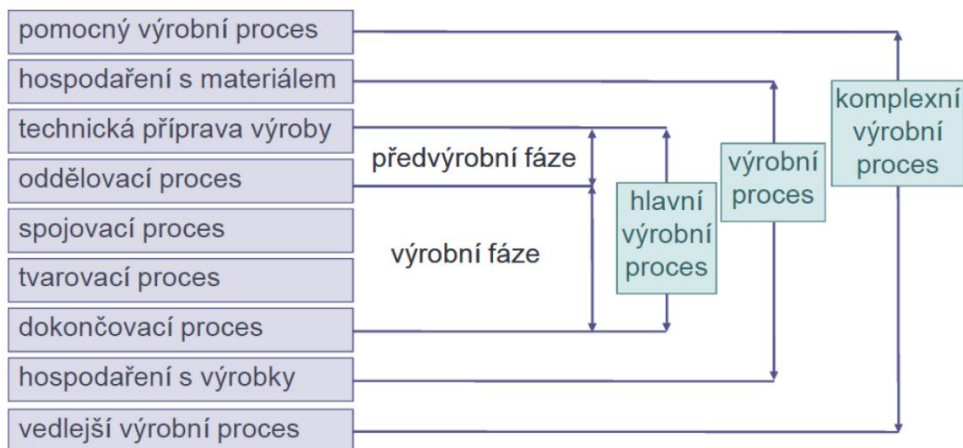 pomocný výrobní proces
hospodaření s materiálem
technická příprava výroby
oddělovací proces
spojovací proces
tvarovací proces
dokončovací proces
hospodaření s výrobky
vedlejší výrobní proces
předvýrobní fáze
výrobní fáze
hlavní
výrobní
proces
výrobní
proces
komplexní
výrobní
proces